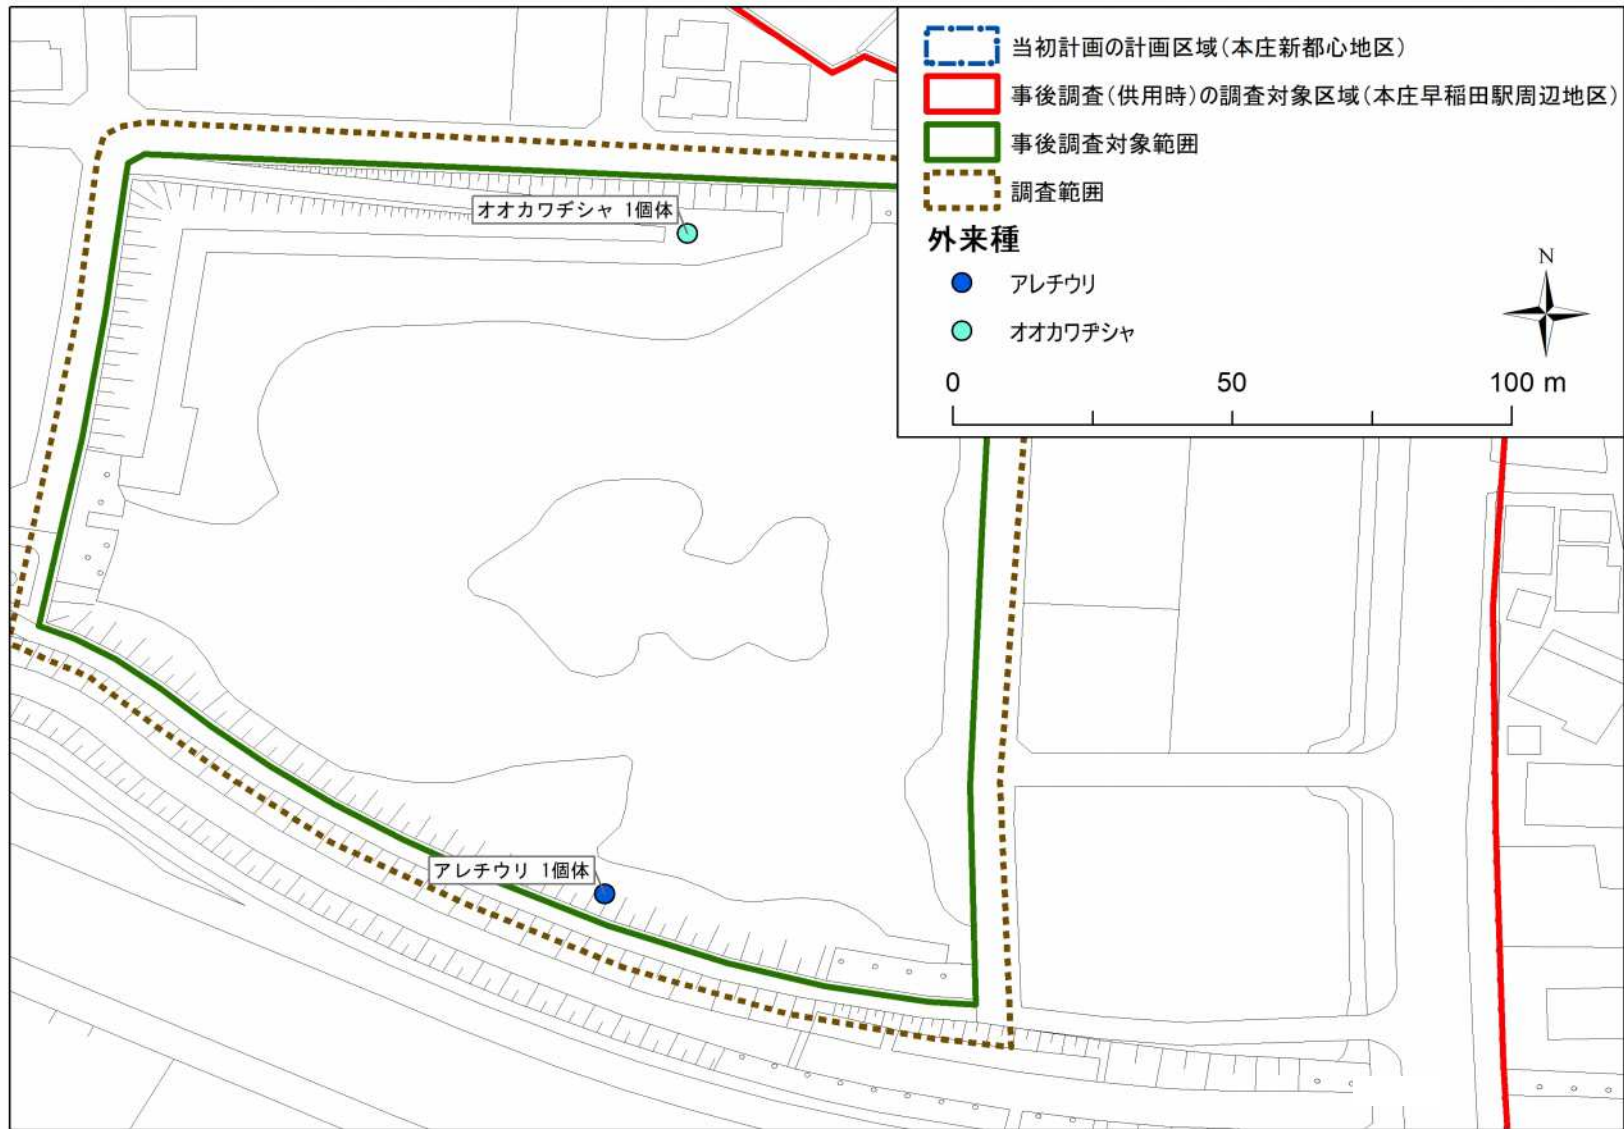 当初計画の計画区域(本庄新都心地区)
事後調査(供用時)の調査対象区域(本庄早稲田駅周辺地区)
事後調査対象範囲
調査範囲
外来種
アレチウリ
オオカワヂシャ
N
0 50 100 m
オオカワヂシャ 1個体
アレチウリ 1個体